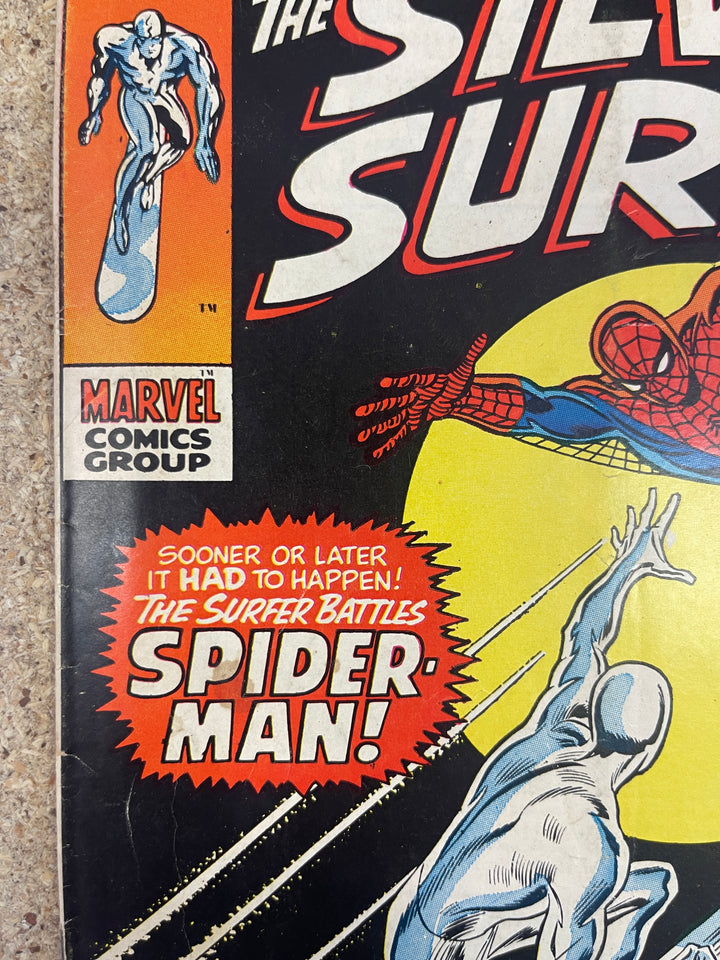 THE
SUR
TM
TM
MARVEL
COMICS
GROUP
SOONER OR LATER
IT HAD TO HAPPEN!
THE SURFER BATTLES
SPIDER-
MAN!